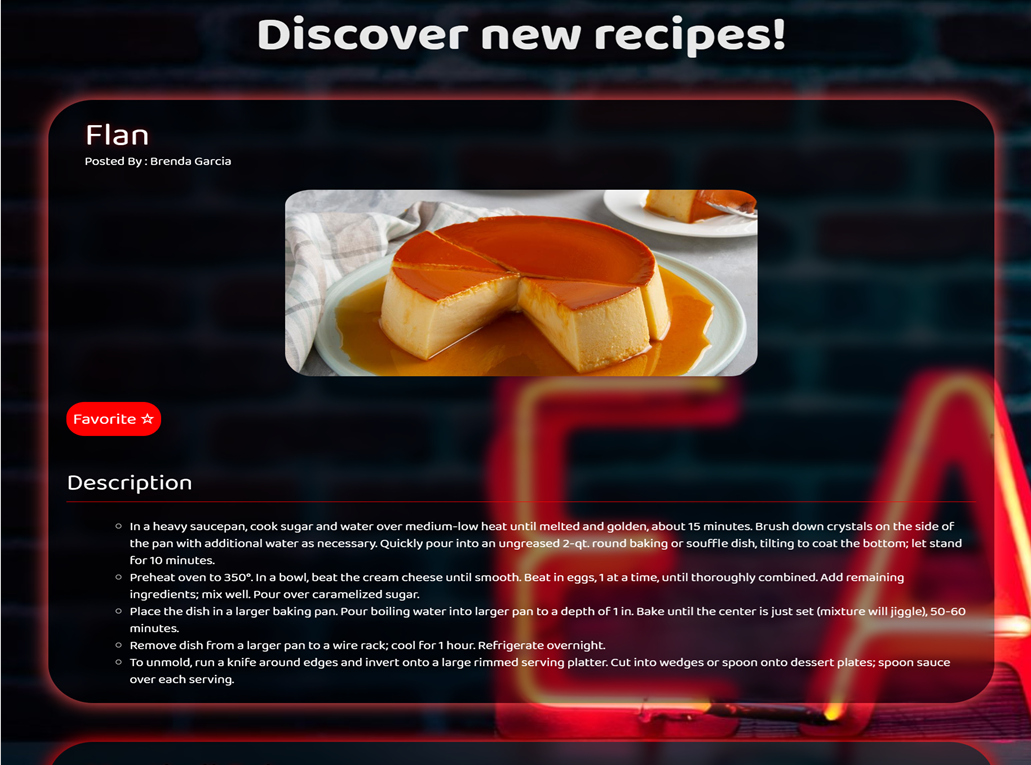 Discover new recipes!
Flan
Posted By : Brenda Garcia
Favorite ☆
Description
In a heavy saucepan, cook sugar and water over medium-low heat until melted and golden, about 15 minutes. Brush down crystals on the side of
the pan with additional water as necessary. Quickly pour into an ungreased 2-qt. round baking or souffle dish, tilting to coat the bottom; let stand
for 10 minutes.
Preheat oven to 350°. In a bowl, beat the cream cheese until smooth. Beat in eggs, 1 at a time, until thoroughly combined. Add remaining
ingredients; mix well. Pour over caramelized sugar.
Place the dish in a larger baking pan. Pour boiling water into larger pan to a depth of 1 in. Bake until the center is just set (mixture will jiggle), 50-60
minutes.
Remove dish from a larger pan to a wire rack; cool for 1 hour. Refrigerate overnight.
To unmold, run a knife around edges and invert onto a large rimmed serving platter. Cut into wedges or spoon onto dessert plates; spoon sauce
over each serving.
EA